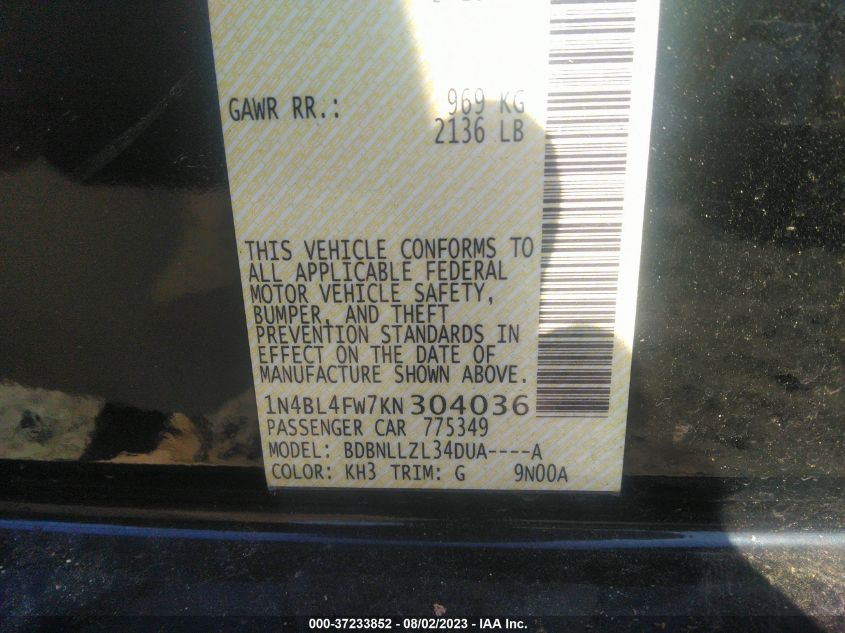 GAWR RR.: 969 KG
2136 LB
THIS VEHICLE CONFORMS TO
ALL APPLICABLE FEDERAL
MOTOR VEHICLE SAFETY,
BUMPER, AND THEFT
PREVENTION STANDARDS IN
EFFECT ON THE DATE OF
MANUFACTURE SHOWN ABOVE.
1N4BL4FW7KN304036
PASSENGER CAR 775349
MODEL: BDBNLLZL34DUA----A
COLOR: KH3 TRIM: G 9N00A
000-37233852 - 08/02/2023 - IAA Inc.